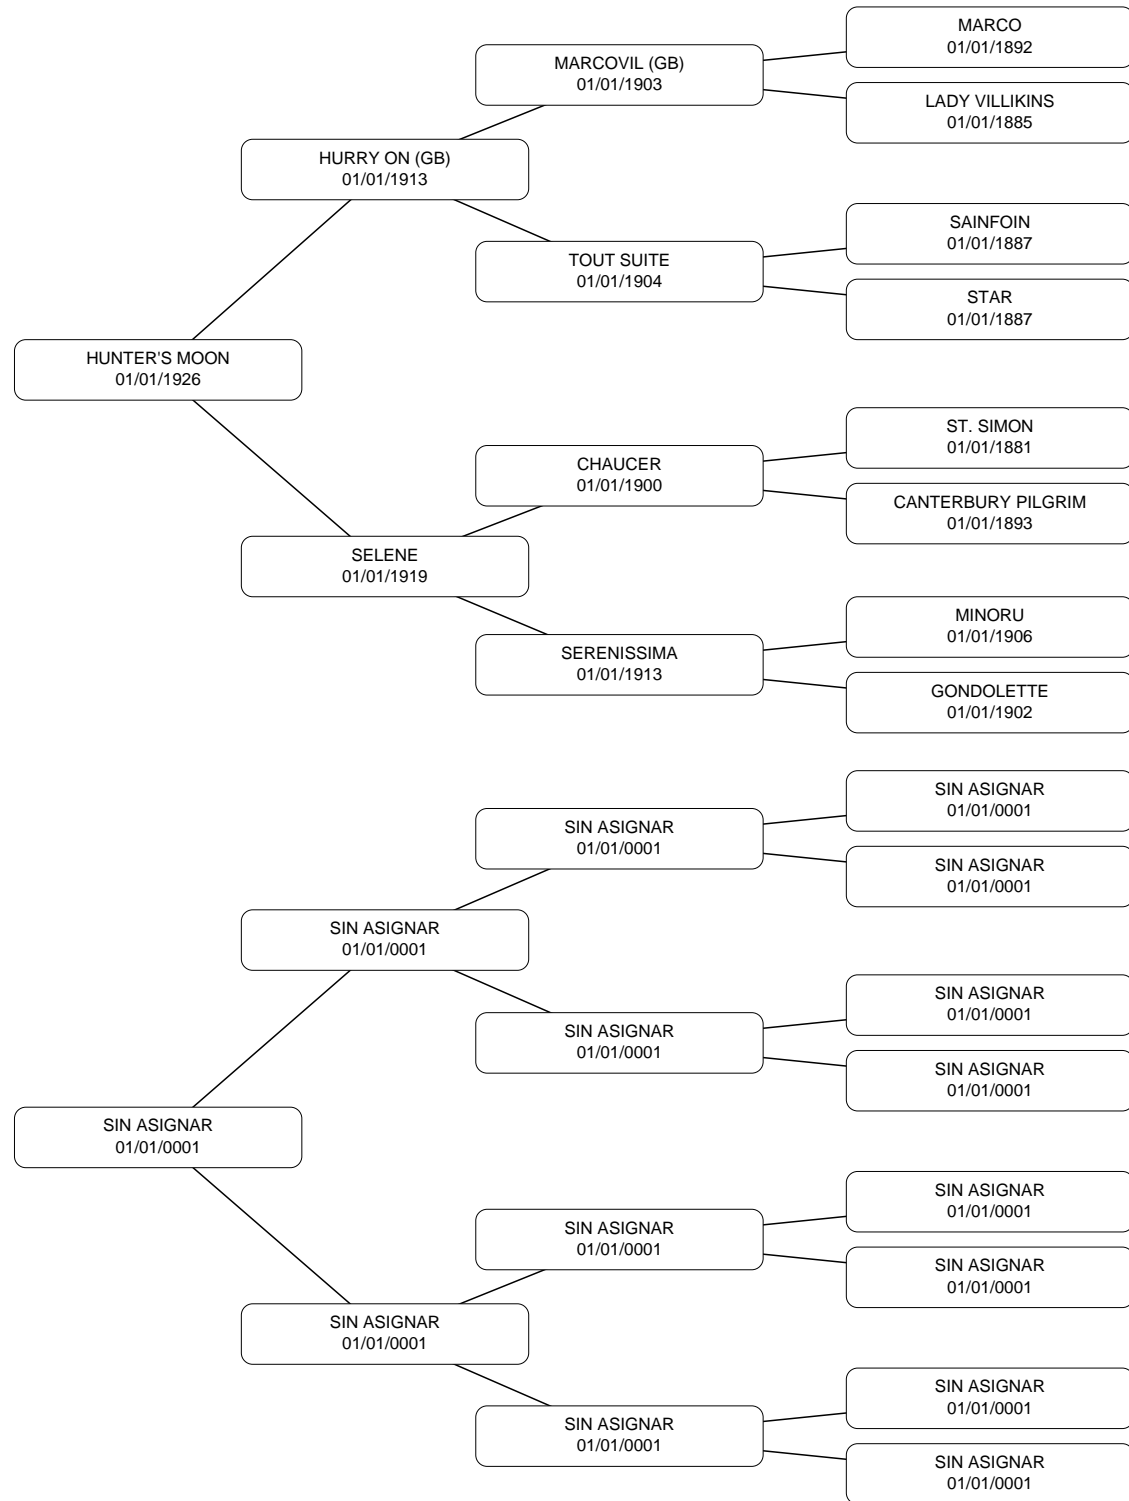 MARCO
01/01/1892
MARCOVIL (GB)
01/01/1903
LADY VILLIKINS
01/01/1885
HURRY ON (GB)
01/01/1913
SAINFOIN
01/01/1887
TOUT SUITE
01/01/1904
STAR
01/01/1887
HUNTER'S MOON
01/01/1926
ST. SIMON
01/01/1881
CHAUCER
01/01/1900
CANTERBURY PILGRIM
01/01/1893
SELENE
01/01/1919
MINORU
01/01/1906
SERENISSIMA
01/01/1913
GONDOLETTE
01/01/1902
SIN ASIGNAR
01/01/0001
SIN ASIGNAR
01/01/0001
SIN ASIGNAR
01/01/0001
SIN ASIGNAR
01/01/0001
SIN ASIGNAR
01/01/0001
SIN ASIGNAR
01/01/0001
SIN ASIGNAR
01/01/0001
SIN ASIGNAR
01/01/0001
SIN ASIGNAR
01/01/0001
SIN ASIGNAR
01/01/0001
SIN ASIGNAR
01/01/0001
SIN ASIGNAR
01/01/0001
SIN ASIGNAR
01/01/0001
SIN ASIGNAR
01/01/0001
SIN ASIGNAR
01/01/0001